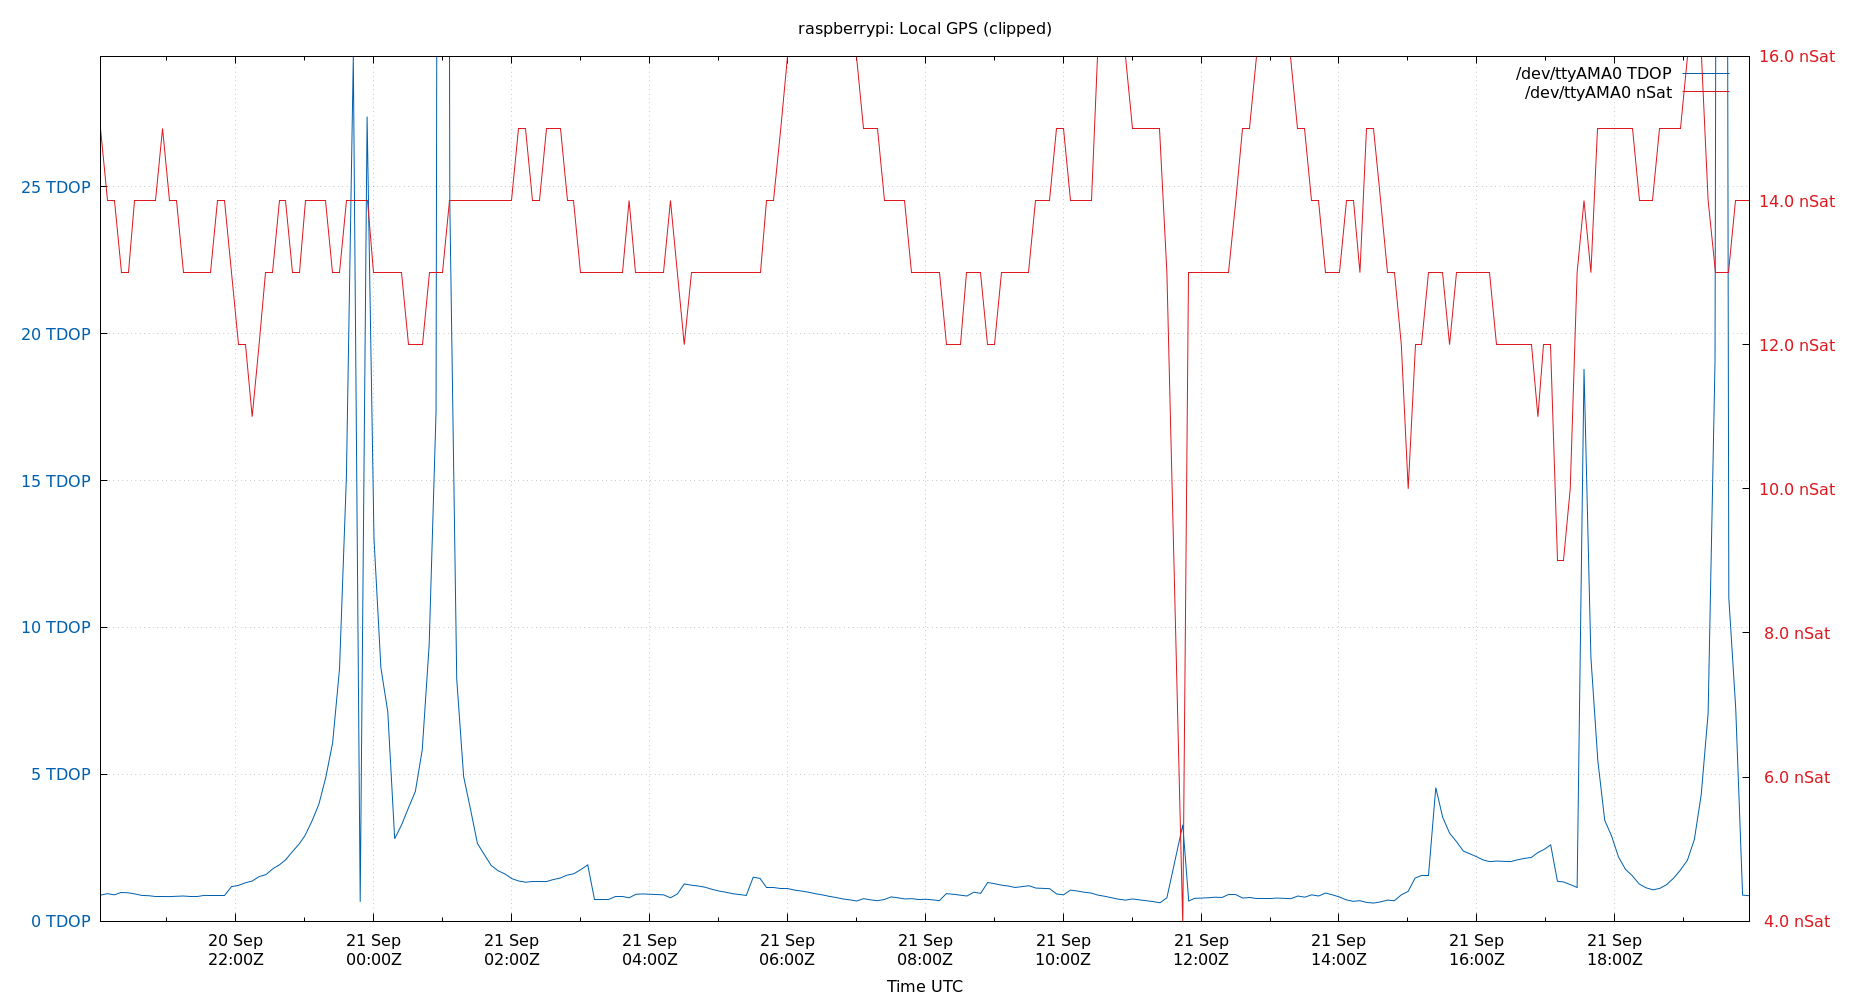 raspberrypi: Local GPS (clipped)
16.0 nSat
/dev/ttyAMA0 TDOP
/dev/ttyAMA0 nSat
25 TDOP
14.0 nSat
20 TDOP
12.0 nSat
15 TDOP
10.0 nSat
10 TDOP
8.0 nSat
5 TDOP
6.0 nSat
0 TDOP
4.0 nSat
20 Sep
22:00Z
21 Sep
00:00Z
21 Sep
02:00Z
21 Sep
04:00Z
21 Sep
06:00Z
21 Sep
08:00Z
21 Sep
10:00Z
21 Sep
12:00Z
21 Sep
14:00Z
21 Sep
16:00Z
21 Sep
18:00Z
Time UTC